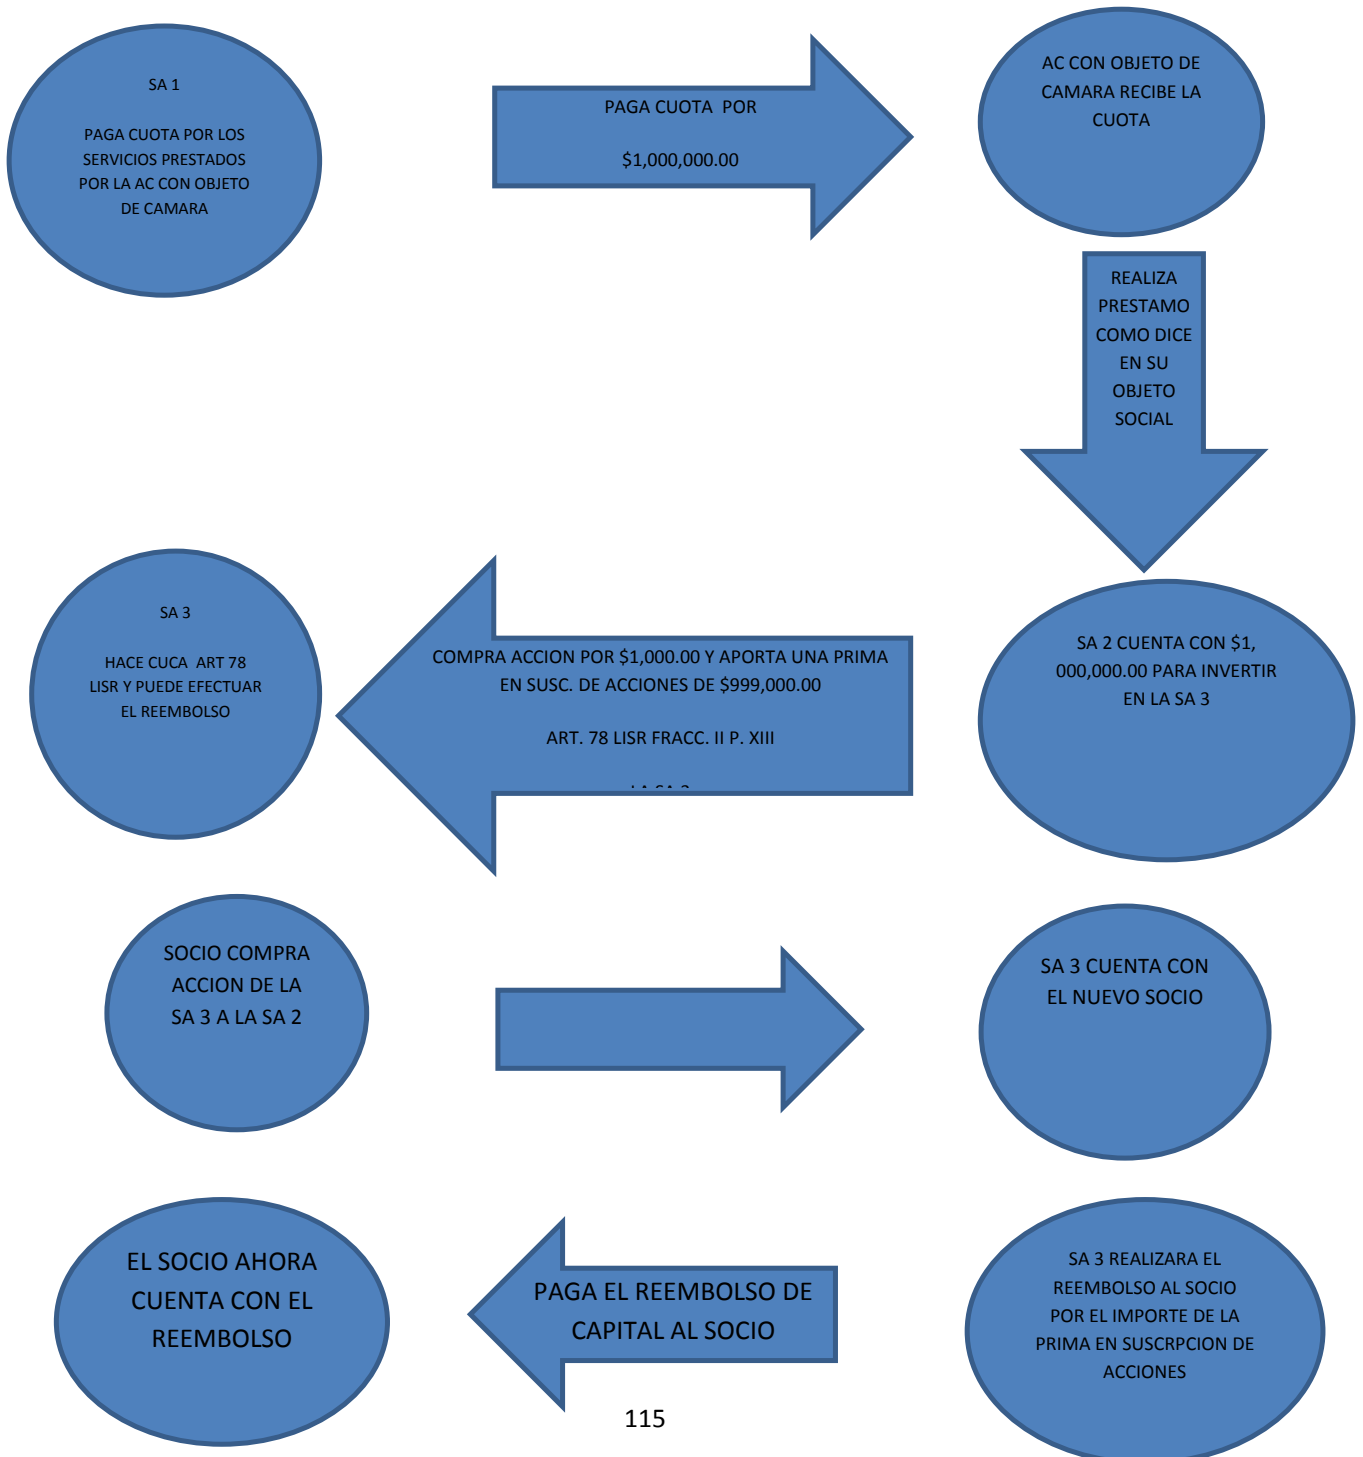 SA 1
PAGA CUOTA POR LOS
SERVICIOS PRESTADOS
POR LA AC CON OBJETO
DE CAMARA
PAGA CUOTA  POR
$1,000,000.00
AC CON OBJETO DE
CAMARA RECIBE LA
CUOTA
REALIZA
PRESTAMO
COMO DICE
EN SU
OBJETO
SOCIAL
SA 3
HACE CUCA  ART 78
LISR Y PUEDE EFECTUAR
EL REEMBOLSO
COMPRA ACCION POR $1,000.00 Y APORTA UNA PRIMA
EN SUSC. DE ACCIONES DE $999,000.00
ART. 78 LISR FRACC. II P. XIII
SA 2 CUENTA CON $1,
000,000.00 PARA INVERTIR
EN LA SA 3
SOCIO COMPRA
ACCION DE LA
SA 3 A LA SA 2
SA 3 CUENTA CON
EL NUEVO SOCIO
EL SOCIO AHORA
CUENTA CON EL
REEMBOLSO
PAGA EL REEMBOLSO DE
CAPITAL AL SOCIO
SA 3 REALIZARA EL
REEMBOLSO AL SOCIO
POR EL IMPORTE DE LA
PRIMA EN SUSCRPCION DE
ACCIONES
115